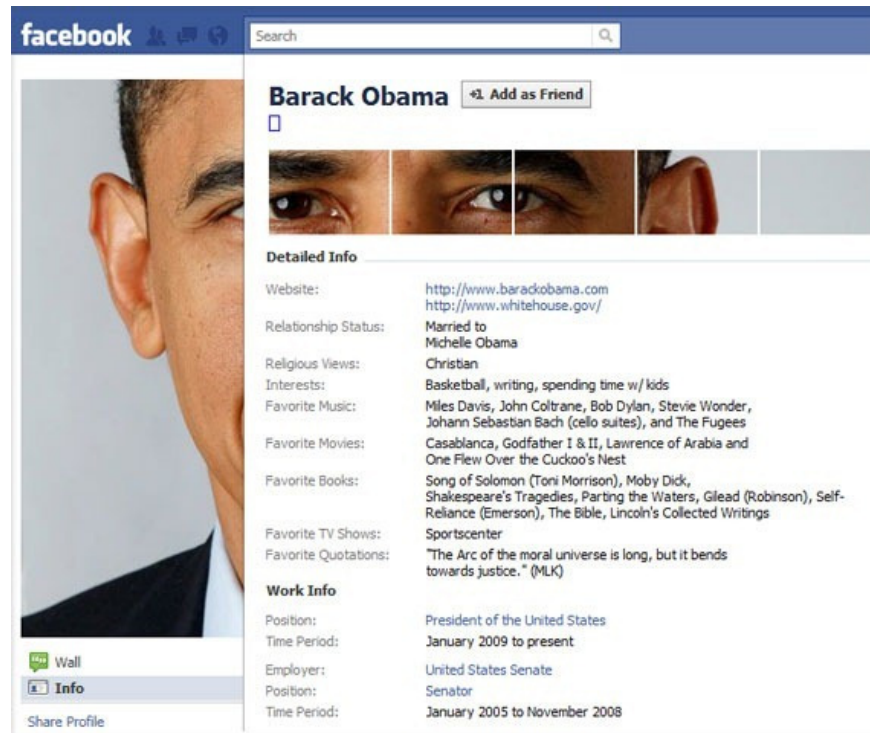 facebook
Search
Barack Obama
+1 Add as Friend
Detailed Info
Website: http://www.barackobama.com
http://www.whitehouse.gov/
Relationship Status: Married to
Michelle Obama
Religious Views: Christian
Interests: Basketball, writing, spending time w/ kids
Favorite Music: Miles Davis, John Coltrane, Bob Dylan, Stevie Wonder,
Johann Sebastian Bach (cello suites), and The Fugees
Favorite Movies: Casablanca, Godfather I & II, Lawrence of Arabia and
One Flew Over the Cuckoo's Nest
Favorite Books: Song of Solomon (Toni Morrison), Moby Dick,
Shakespeare's Tragedies, Parting the Waters, Gilead (Robinson), Self-
Reliance (Emerson), The Bible, Lincoln's Collected Writings
Favorite TV Shows: Sportscenter
Favorite Quotations: "The Arc of the moral universe is long, but it bends
towards justice." (MLK)
Work Info
Position: President of the United States
Time Period: January 2009 to present
Employer: United States Senate
Position: Senator
Time Period: January 2005 to November 2008
Wall
Info
Share Profile